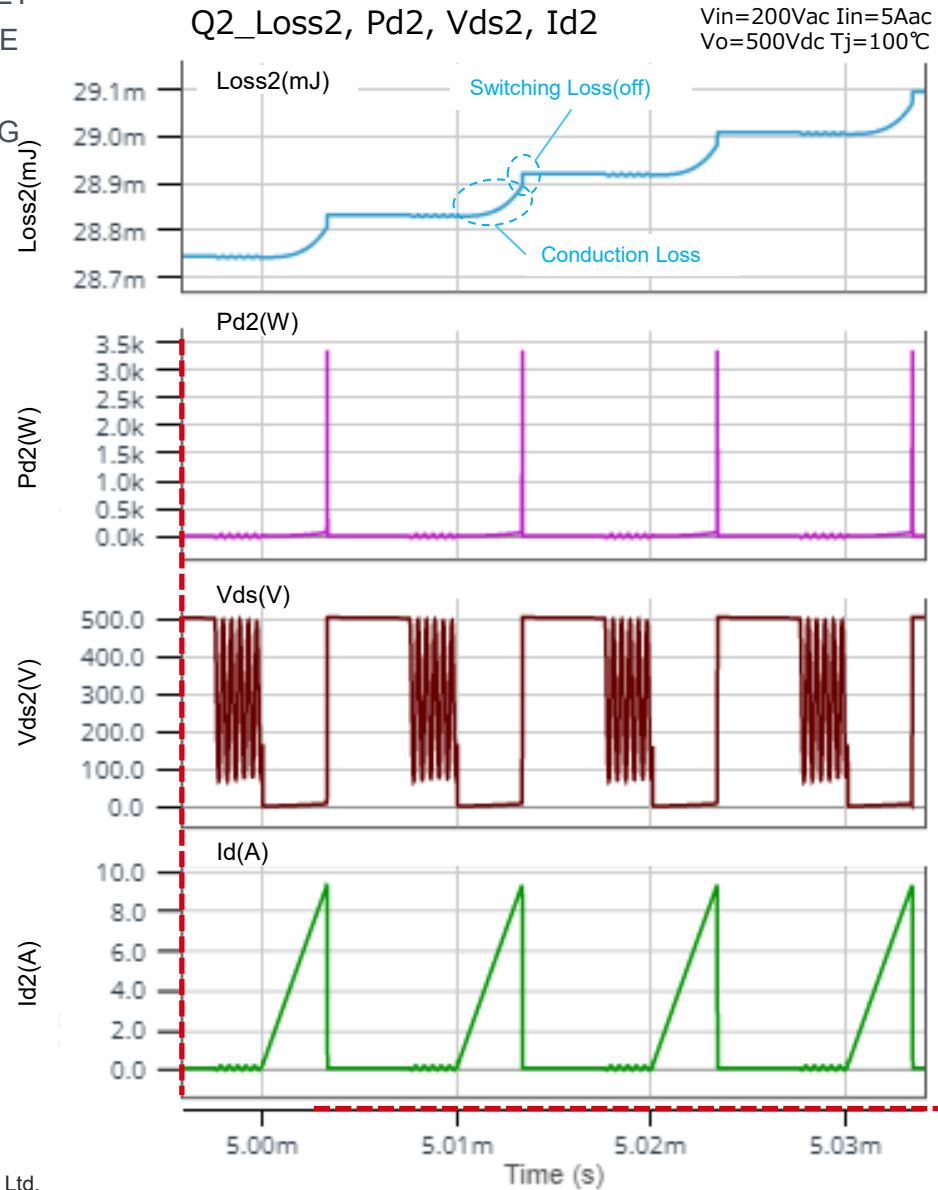 E
G
Q2_Loss2, Pd2, Vds2, Id2
Vin=200Vac Iin=5Aac
Vo=500Vdc Tj=100℃
Loss2(mJ)
Switching Loss(off)
Conduction Loss
Loss2(mJ)
29.1m
29.0m
28.9m
28.8m
28.7m
Pd2(W)
Pd2(W)
3.5k
3.0k
2.5k
2.0k
1.5k
1.0k
0.5k
0.0k
Vds(V)
Vds2(V)
500.0
400.0
300.0
200.0
100.0
0.0
Id(A)
Id2(A)
10.0
8.0
6.0
4.0
2.0
0.0
5.00m 5.01m 5.02m 5.03m
Time (s)
Ltd.